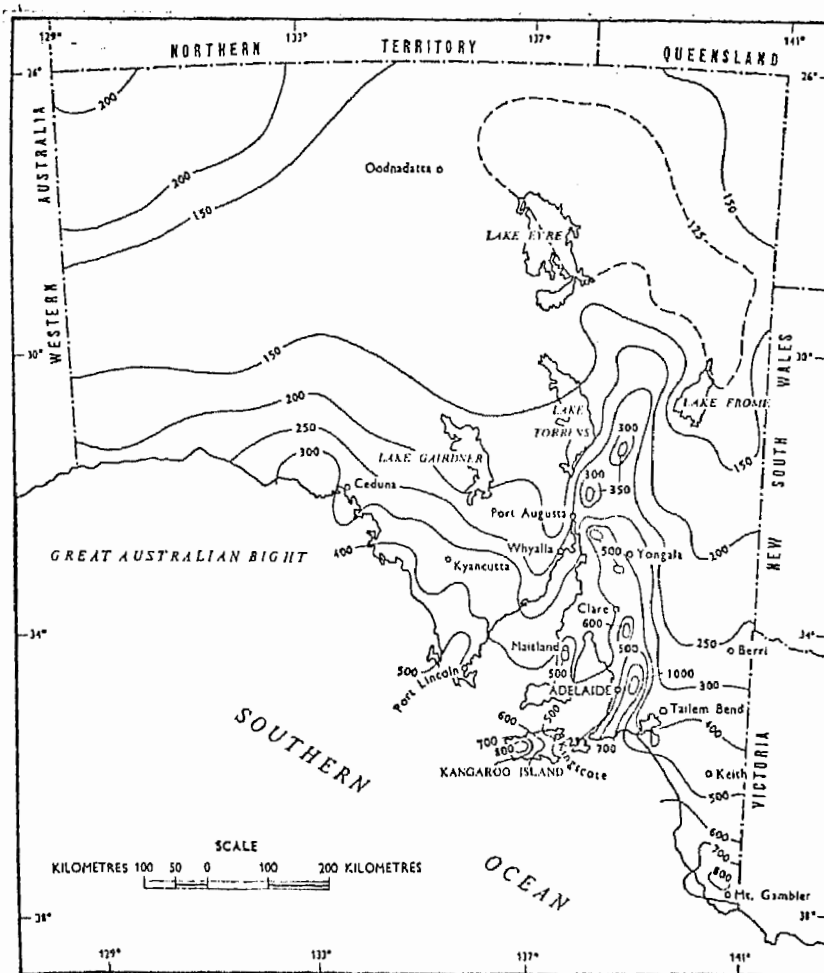 129° 133° 137° 141°
NORTHERN TERRITORY QUEENSLAND
26° 26°
200
AUSTRALIA
Oodnadatta
200
150
150
125
LAKE EYRE
WESTERN
30° 30°
150
NEW SOUTH WALES
200
LAKE FROME
LAKE TORRENS
250
300
LAKE GAIRDNER
150
300
Ceduna
300
350
Port Augusta
200
GREAT AUSTRALIAN BIGHT
400
Whyalla
500
Yongala
Kyancutta
Clare
600
34° 34°
250
Berri
Maitland
500
500
500
1000
Port Lincoln
ADELAIDE
300
Tailem Bend
500
600
400
SOUTHERN
700
800
700
Kingscote
VICTORIA
KANGAROO ISLAND
Keith
500
600
SCALE
700
KILOMETRES 100 50 0 100 200 KILOMETRES
800
OCEAN
Mt. Gambier
38° 38°
129° 133° 137° 141°